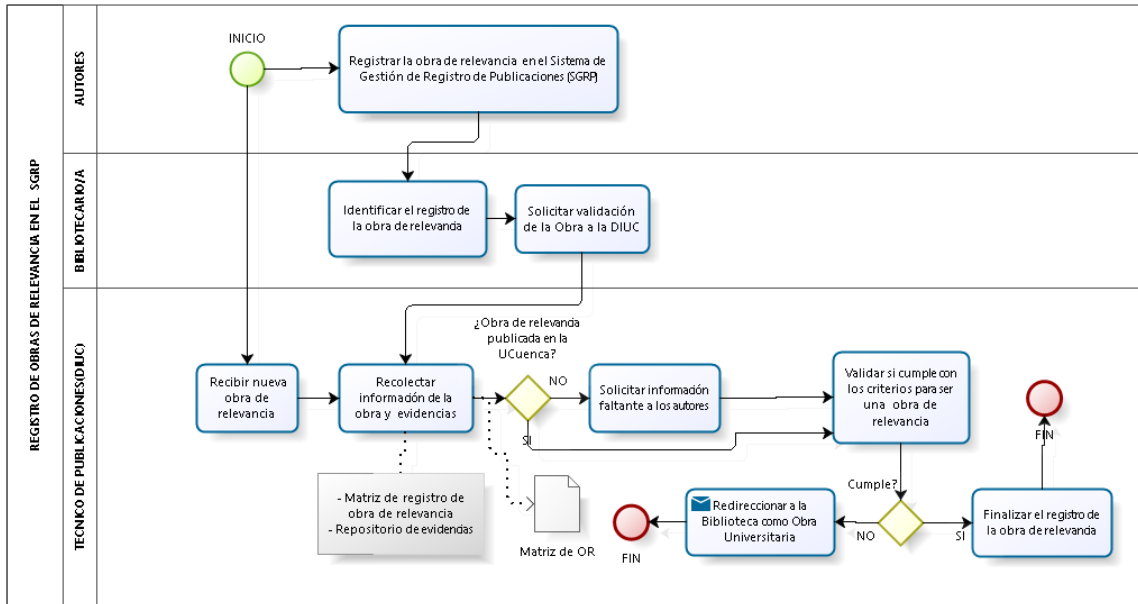 REGISTRO DE OBRAS DE RELEVANCIA EN EL SGRP
AUTORES
INICIO
Registrar la obra de relevancia en el Sistema de
Gestión de Registro de Publicaciones (SGRP)
BIBLIOTECARIO/A
Identificar el registro de
la obra de relevancia
Solicitar validación
de la Obra a la DIUC
TECNICO DE PUBLICACIONES(DIUC)
Recibir nueva
obra de
relevancia
Recolectar
información de la
obra y evidencias
¿Obra de relevancia
publicada en la
UCuenca?
NO
SI
Solicitar información
faltante a los autores
Validar si cumple con
los criterios para ser
una obra de
relevancia
- Matriz de registro de
obra de relevancia
- Repositorio de evidencias
Matriz de OR
Cumple?
NO
SI
Redireccionar a la
Biblioteca como Obra
Universitaria
FIN
Finalizar el registro de
la obra de relevancia
FIN